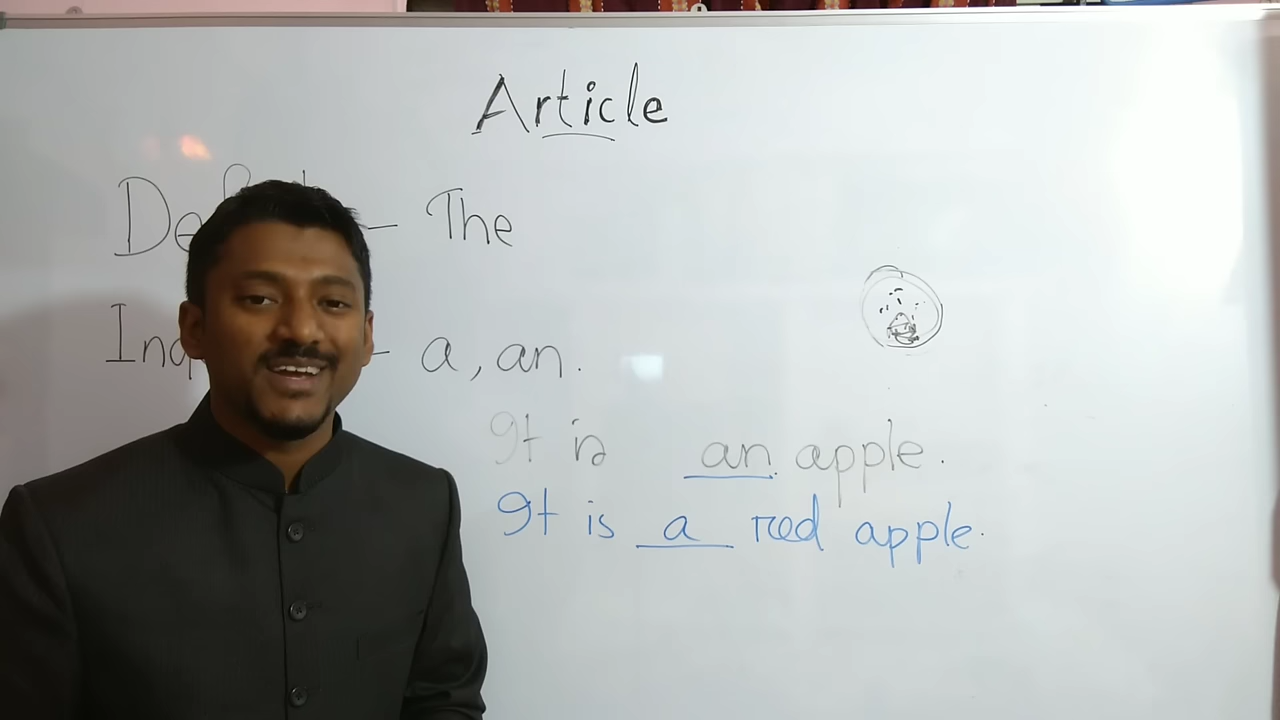 Article
– The
– a, an.
It is an apple.
It is a red apple.